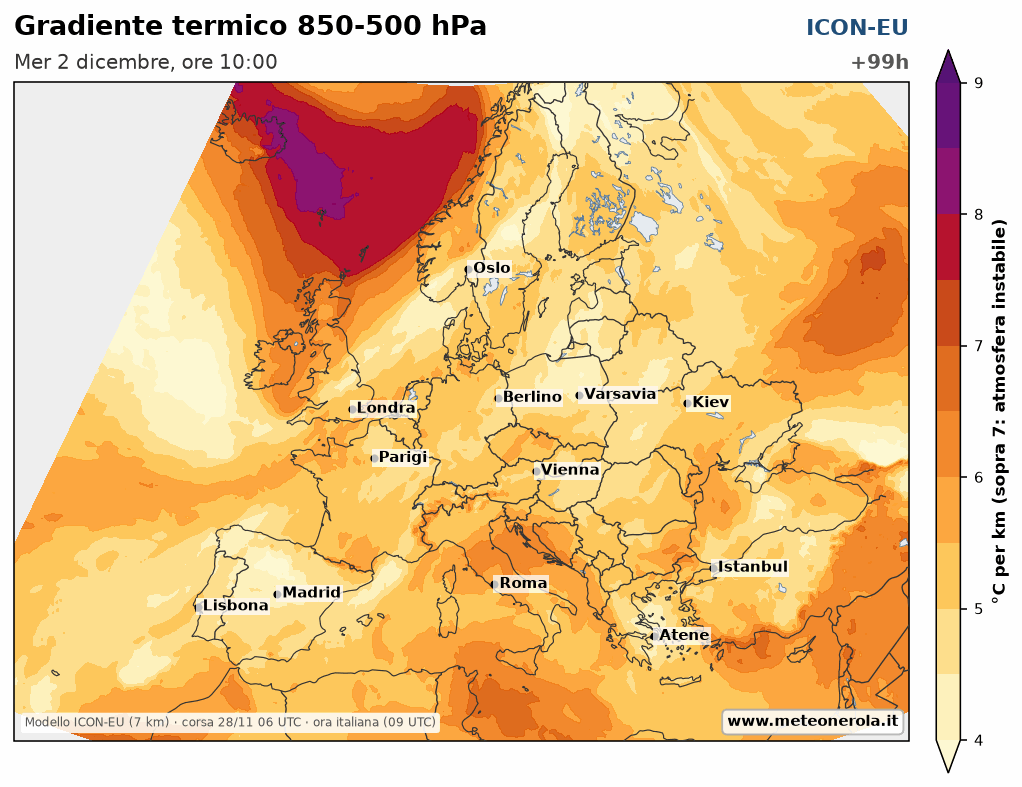 Gradiente termico 850-500 hPa
ICON-EU
Mer 2 dicembre, ore 10:00
+99h
9
8
7
6
5
4
°C per km (sopra 7: atmosfera instabile)
Oslo
Londra
Berlino
Varsavia
Kiev
Parigi
Vienna
Istanbul
Roma
Madrid
Lisbona
Atene
Modello ICON-EU (7 km) · corsa 28/11 06 UTC · ora italiana (09 UTC)
www.meteonerola.it